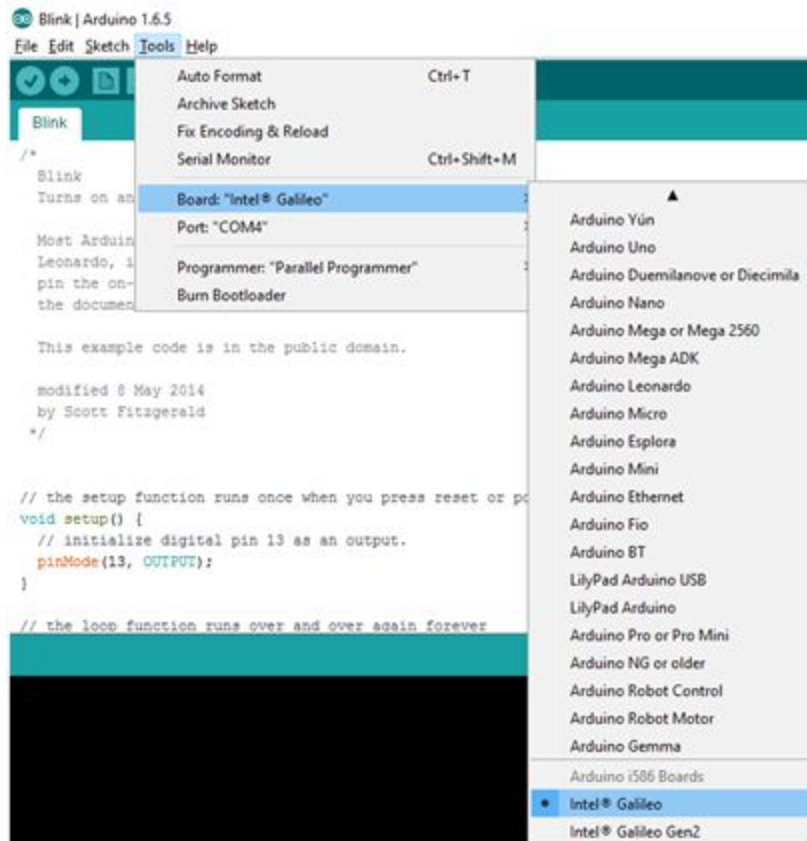 Blink | Arduino 1.6.5
File Edit Sketch Tools Help
Blink
Auto Format Ctrl+T
Archive Sketch
Fix Encoding & Reload
Serial Monitor Ctrl+Shift+M
Board: "Intel® Galileo"
Port: "COM4"
Programmer: "Parallel Programmer"
Burn Bootloader
/*
Blink
Turns on an
Most Arduin
Leonardo, i
pin the on-
the documen
This example code is in the public domain.
modified 8 May 2014
by Scott Fitzgerald
*/
// the setup function runs once when you press reset or po
void setup() {
// initialize digital pin 13 as an output.
pinMode(13, OUTPUT);
}
// the loop function runs over and over again forever
Arduino Yún
Arduino Uno
Arduino Duemilanove or Diecimila
Arduino Nano
Arduino Mega or Mega 2560
Arduino Mega ADK
Arduino Leonardo
Arduino Micro
Arduino Esplora
Arduino Mini
Arduino Ethernet
Arduino Fio
Arduino BT
LilyPad Arduino USB
LilyPad Arduino
Arduino Pro or Pro Mini
Arduino NG or older
Arduino Robot Control
Arduino Robot Motor
Arduino Gemma
Arduino i586 Boards
Intel® Galileo
Intel® Galileo Gen2